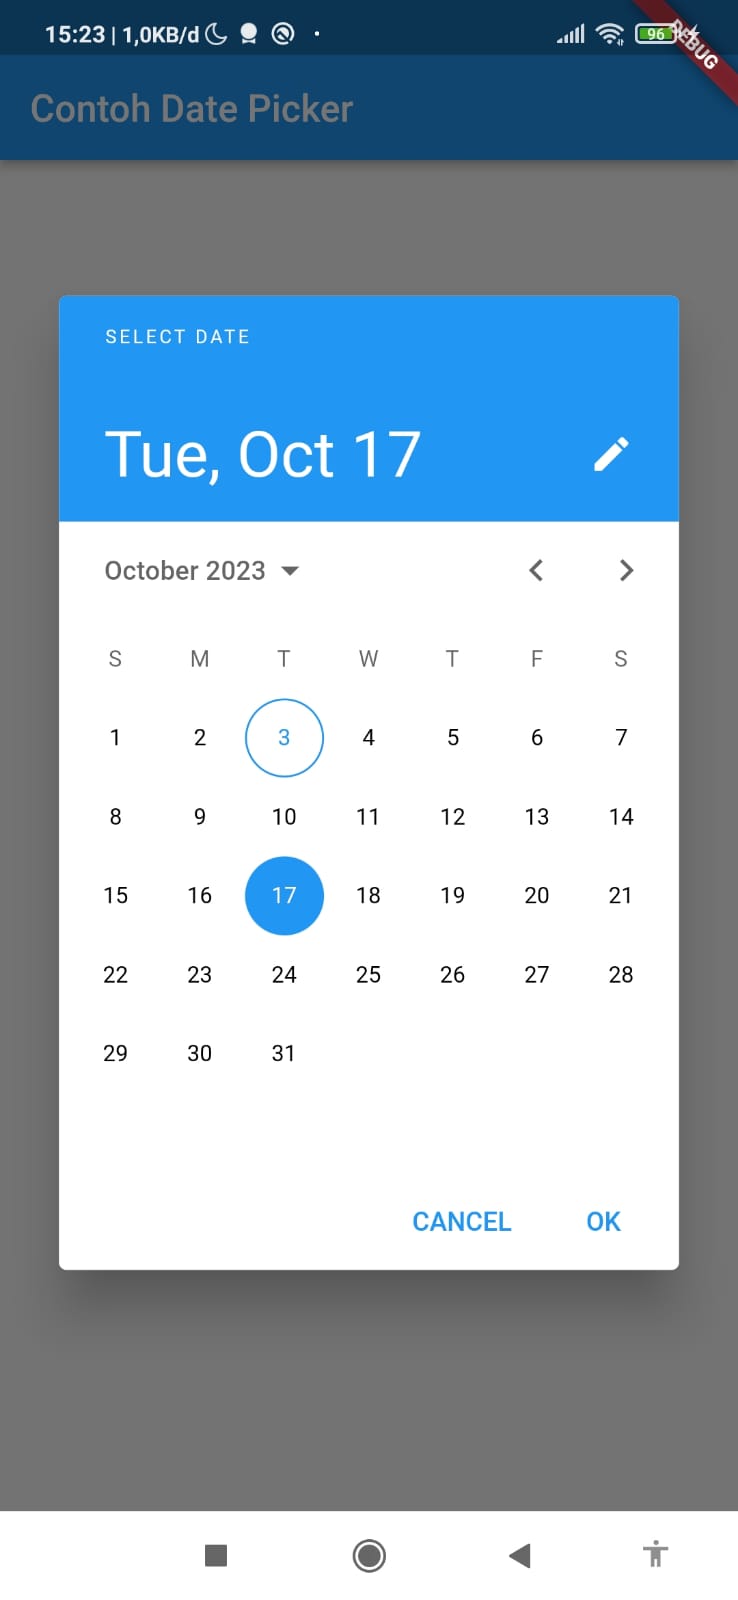 15:23 | 1,0KB/d
96
DEBUG
Contoh Date Picker
SELECT DATE
Tue, Oct 17
October 2023
S M T W T F S
1 2 3 4 5 6 7
8 9 10 11 12 13 14
15 16 17 18 19 20 21
22 23 24 25 26 27 28
29 30 31
CANCEL OK